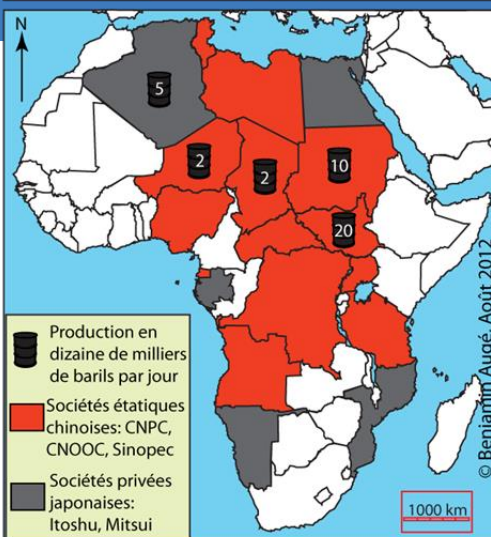 N
5
2
2
10
20
Production en
dizaine de milliers
de barils par jour
Sociétés étatiques
chinoises: CNPC,
CNOOC, Sinopec
Sociétés privées
japonaises:
Itoshu, Mitsui
1000 km
© Benjamin Augé. Août 2012